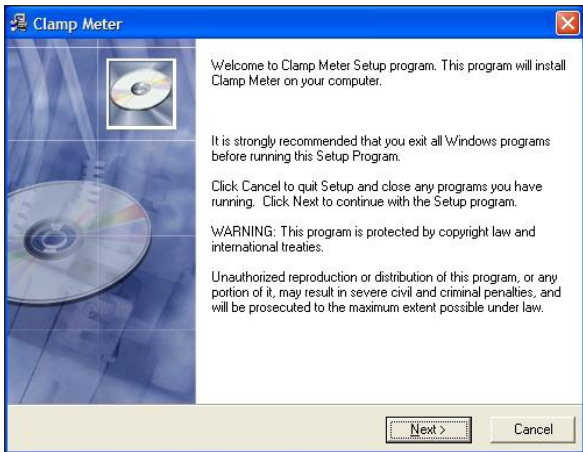 Clamp Meter
Welcome to Clamp Meter Setup program. This program will install
Clamp Meter on your computer.
It is strongly recommended that you exit all Windows programs
before running this Setup Program.
Click Cancel to quit Setup and close any programs you have
running. Click Next to continue with the Setup program.
WARNING: This program is protected by copyright law and
international treaties.
Unauthorized reproduction or distribution of this program, or any
portion of it, may result in severe civil and criminal penalties, and
will be prosecuted to the maximum extent possible under law.
Next >
Cancel